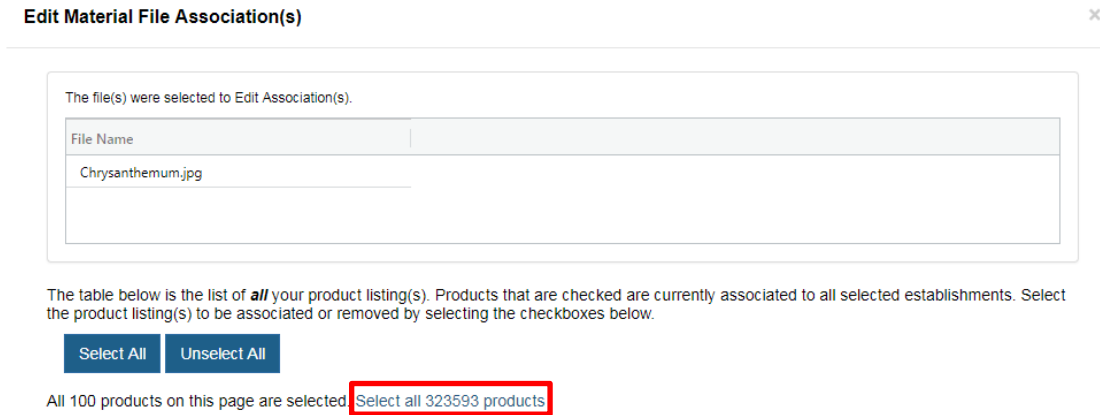 Edit Material File Association(s)
×
The file(s) were selected to Edit Association(s).
File Name
Chrysanthemum.jpg
The table below is the list of all your product listing(s). Products that are checked are currently associated to all selected establishments. Select
the product listing(s) to be associated or removed by selecting the checkboxes below.
Select All Unselect All
All 100 products on this page are selected. Select all 323593 products